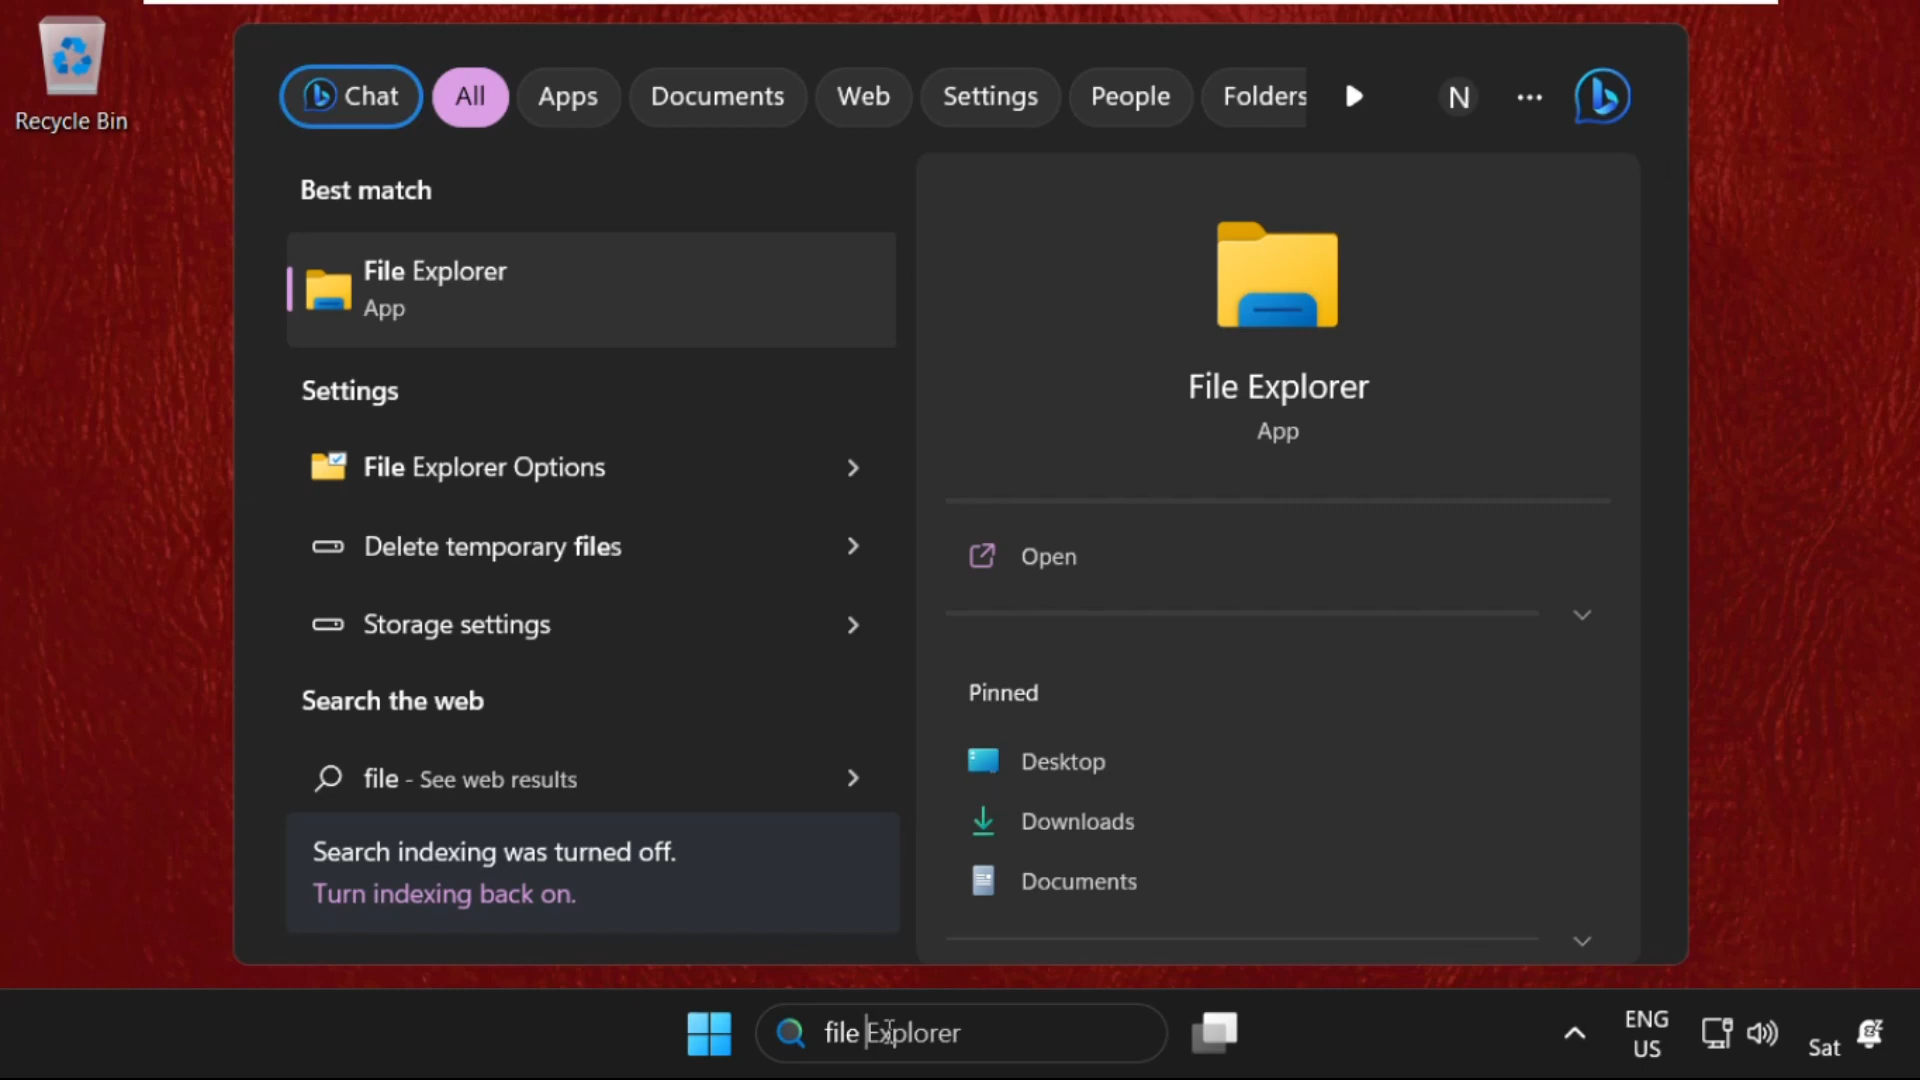 Recycle Bin
Chat All Apps Documents Web Settings People Folders N
Best match
File Explorer
App
Settings
File Explorer Options
Delete temporary files
Storage settings
Search the web
file - See web results
Search indexing was turned off.
Turn indexing back on.
File Explorer
App
Open
Pinned
Desktop
Downloads
Documents
file Explorer
ENG
US
Sat